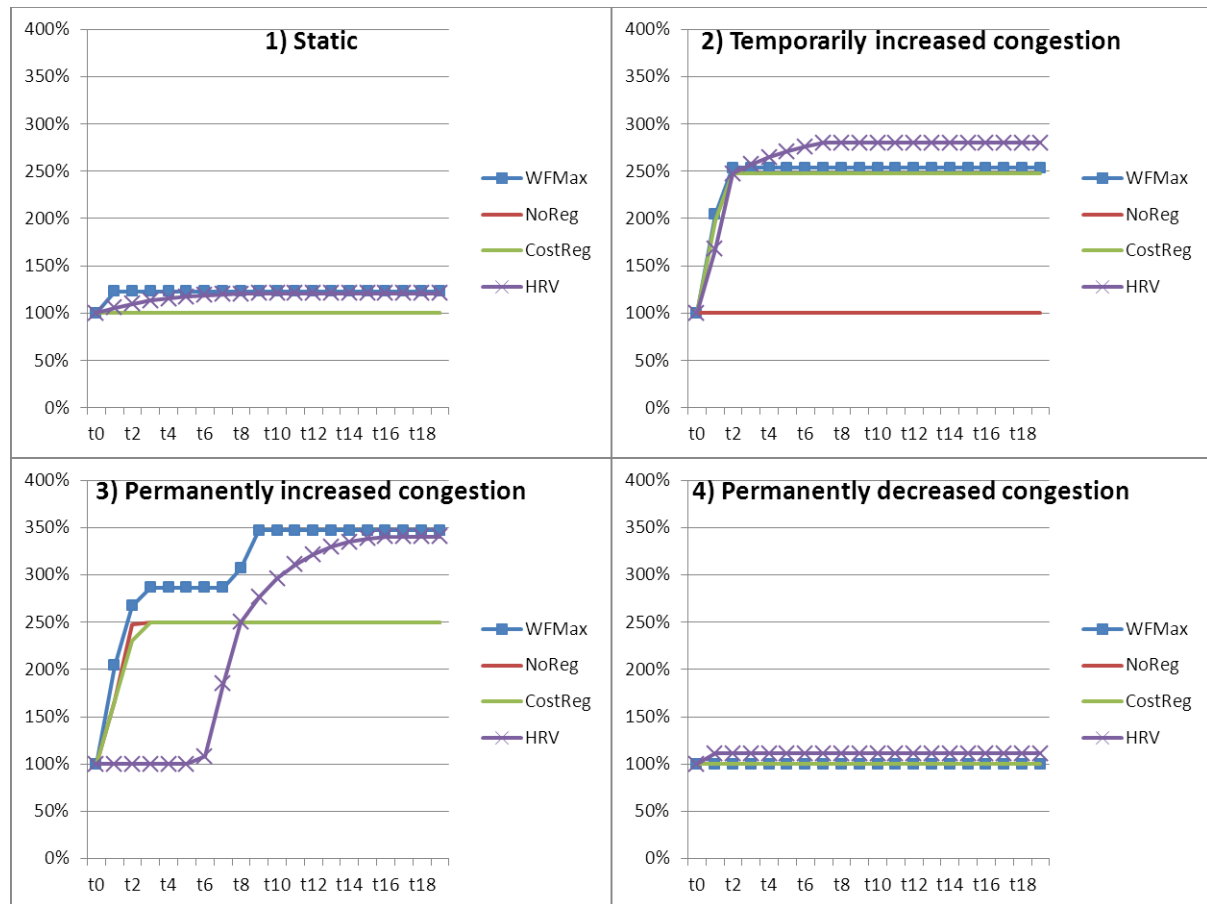 1) Static
400%
350%
300%
250%
200%
150%
100%
50%
0%
t0 t2 t4 t6 t8 t10 t12 t14 t16 t18
WFMax
NoReg
CostReg
HRV
2) Temporarily increased congestion
400%
350%
300%
250%
200%
150%
100%
50%
0%
t0 t2 t4 t6 t8 t10 t12 t14 t16 t18
WFMax
NoReg
CostReg
HRV
3) Permanently increased congestion
400%
350%
300%
250%
200%
150%
100%
50%
0%
t0 t2 t4 t6 t8 t10 t12 t14 t16 t18
WFMax
NoReg
CostReg
HRV
4) Permanently decreased congestion
400%
350%
300%
250%
200%
150%
100%
50%
0%
t0 t2 t4 t6 t8 t10 t12 t14 t16 t18
WFMax
NoReg
CostReg
HRV